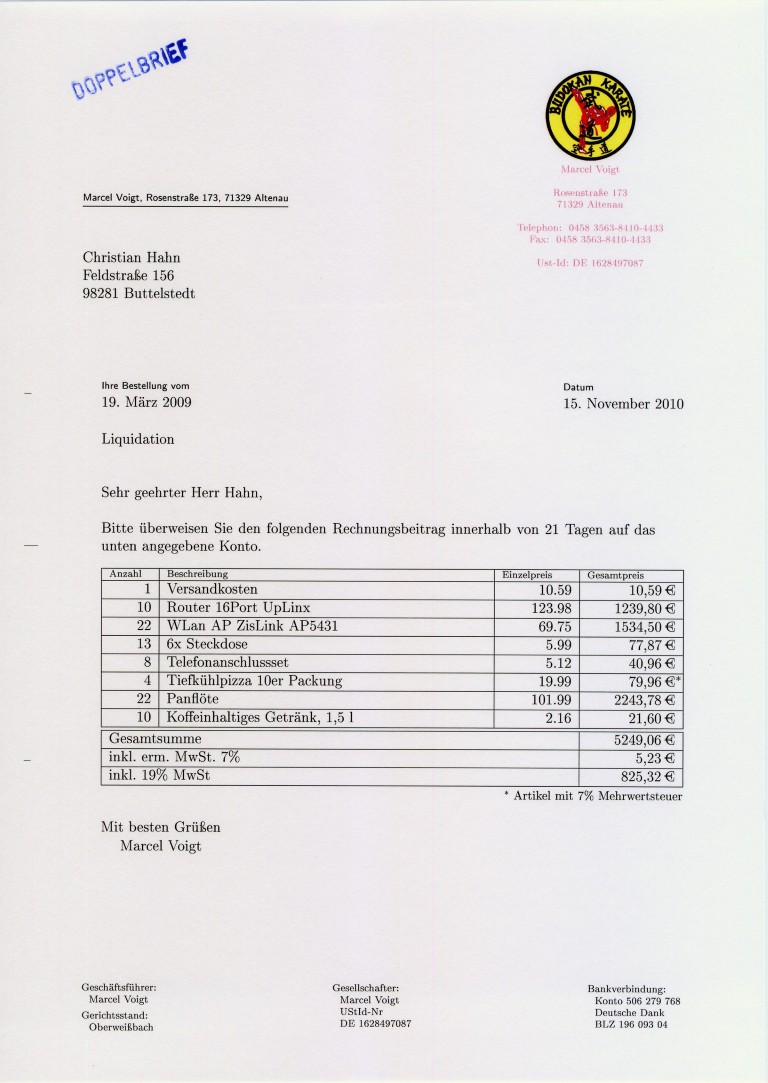 DOPPELBRIEF
BUDOKAN KARATE
武
道
空手道
Marcel Voigt
Rosenstraße 173
71329 Altenau
Telephon: 0458 3563-8410-4433
Fax: 0458 3563-8410-4433
Ust-Id: DE 1628497087
Marcel Voigt, Rosenstraße 173, 71329 Altenau
Christian Hahn
Feldstraße 156
98281 Buttelstedt
Ihre Bestellung vom Datum
19. März 2009 15. November 2010
Liquidation
Sehr geehrter Herr Hahn,
Bitte überweisen Sie den folgenden Rechnungsbeitrag innerhalb von 21 Tagen auf das
unten angegebene Konto.
Anzahl Beschreibung Einzelpreis Gesamtpreis
1 Versandkosten 10.59 10,59 €
10 Router 16Port UpLinx 123.98 1239,80 €
22 WLan AP ZisLink AP5431 69.75 1534,50 €
13 6x Steckdose 5.99 77,87 €
8 Telefonanschlussset 5.12 40,96 €
4 Tiefkühlpizza 10er Packung 19.99 79,96 €*
22 Panflöte 101.99 2243,78 €
10 Koffeinhaltiges Getränk, 1,5 l 2.16 21,60 €
Gesamtsumme 5249,06 €
inkl. erm. MwSt. 7% 5,23 €
inkl. 19% MwSt 825,32 €
* Artikel mit 7% Mehrwertsteuer
Mit besten Grüßen
Marcel Voigt
Geschäftsführer:
Marcel Voigt
Gerichtsstand:
Oberweißbach
Gesellschafter:
Marcel Voigt
UStId-Nr
DE 1628497087
Bankverbindung:
Konto 506 279 768
Deutsche Dank
BLZ 196 093 04